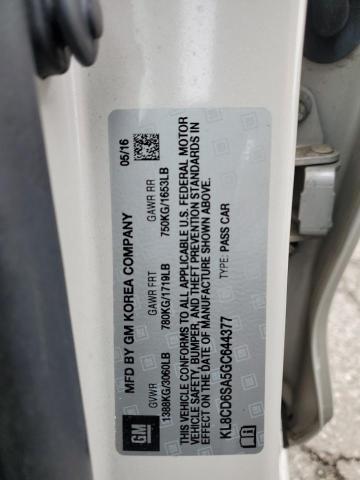 GM
MFD BY GM KOREA COMPANY 05/16
GVWR GAWR FRT GAWR RR
1388KG/3060LB 780KG/1719LB 750KG/1653LB
THIS VEHICLE CONFORMS TO ALL APPLICABLE U.S. FEDERAL MOTOR
VEHICLE SAFETY, BUMPER, AND THEFT PREVENTION STANDARDS IN
EFFECT ON THE DATE OF MANUFACTURE SHOWN ABOVE.
KL8CD6SA5GC644377 TYPE: PASS CAR